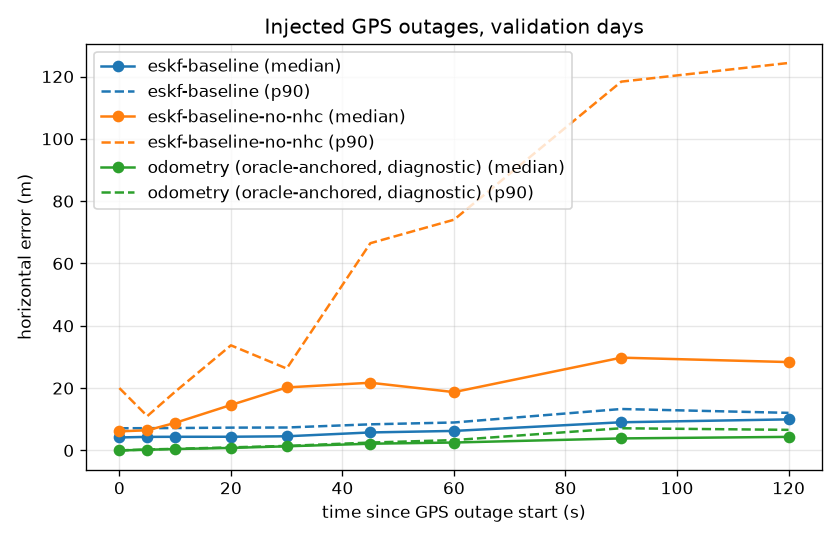 Injected GPS outages, validation days
eskf-baseline (median)
eskf-baseline (p90)
eskf-baseline-no-nhc (median)
eskf-baseline-no-nhc (p90)
odometry (oracle-anchored, diagnostic) (median)
odometry (oracle-anchored, diagnostic) (p90)
horizontal error (m)
120
100
80
60
40
20
0
0 20 40 60 80 100 120
time since GPS outage start (s)